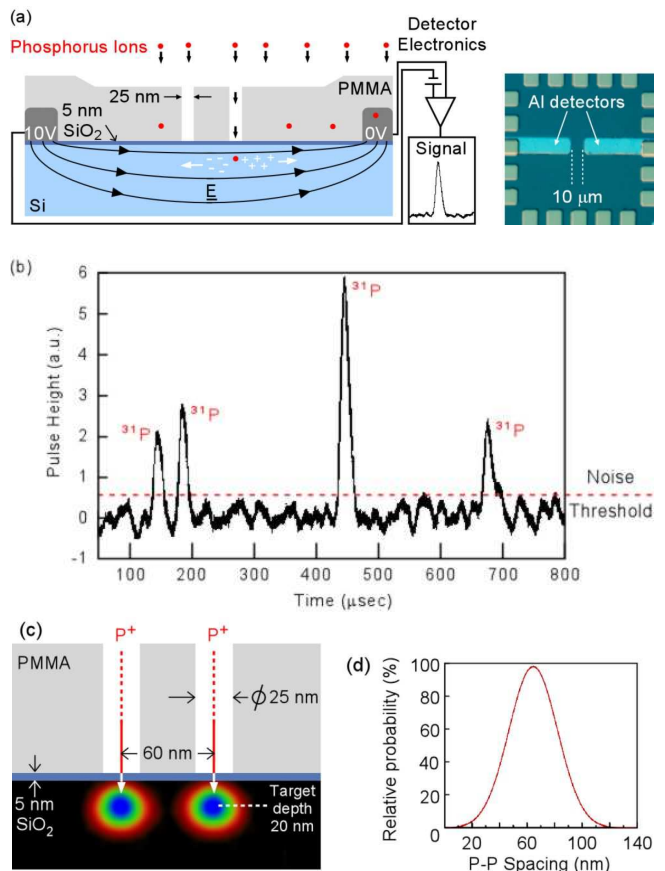 (a)
Phosphorus Ions
Detector
Electronics
PMMA
25 nm
5 nm
SiO₂
10V
0V
- - - - - - + + + + + + +
E
Si
Signal
Al detectors
10 μm
(b)
Pulse Height (a.u.)
6
5
4
3
2
1
0
-1
³¹P
³¹P
³¹P
³¹P
Noise
Threshold
100 200 300 400 500 600 700 800
Time (μsec)
(c)
P⁺ P⁺
PMMA
ϕ 25 nm
60 nm
5 nm
SiO₂
Target
depth
20 nm
(d)
Relative probability (%)
100
80
60
40
20
0
0 20 60 100 140
P-P Spacing (nm)